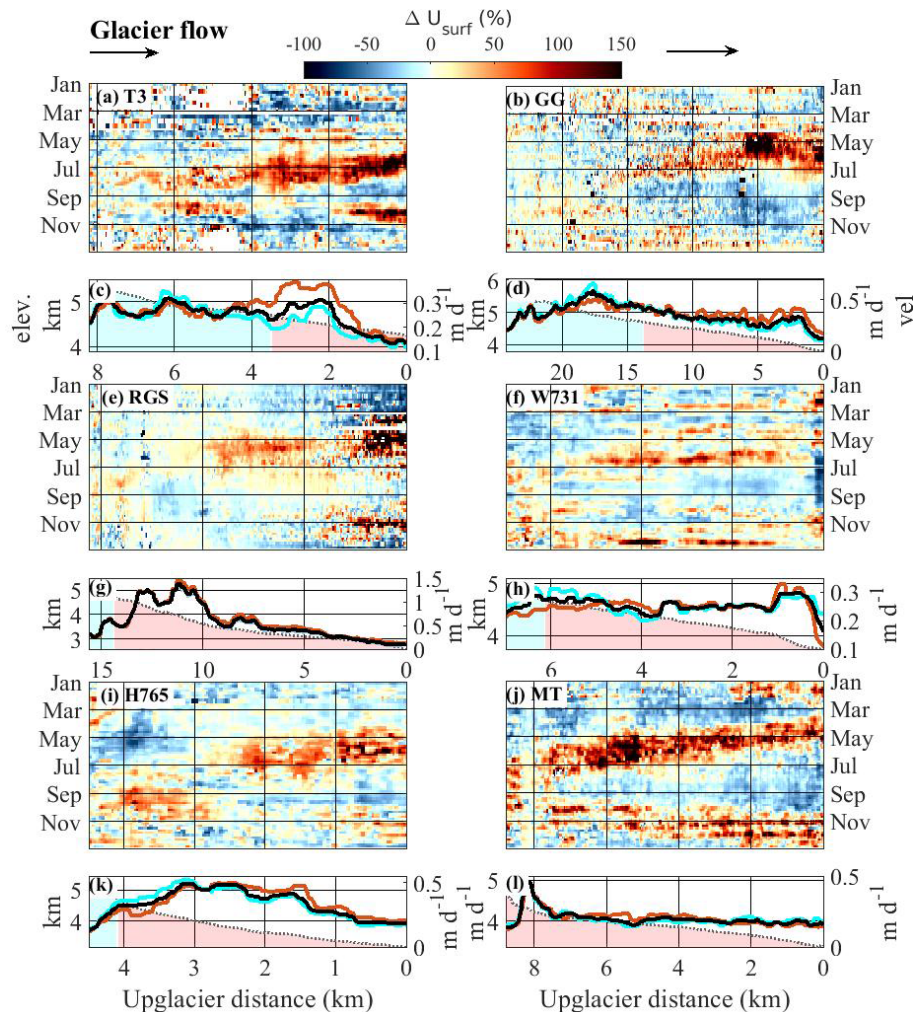 Glacier flow
Δ U_surf (%)
-100 -50 0 50 100 150
Jan
Mar
May
Jul
Sep
Nov
(a) T3
(b) GG
Jan
Mar
May
Jul
Sep
Nov
elev.
km
5
4
(c)
8 6 4 2 0
0.3
0.2
0.1
m d⁻¹
km
6
5
4
(d)
20 15 10 5 0
0.5
0
m d⁻¹
vel
Jan
Mar
May
Jul
Sep
Nov
(e) RGS
(f) W731
Jan
Mar
May
Jul
Sep
Nov
km
5
4
3
(g)
15 10 5 0
1.5
1
0.5
0
m d⁻¹
km
5
4
(h)
6 4 2 0
0.3
0.2
0.1
m d⁻¹
Jan
Mar
May
Jul
Sep
Nov
(i) H765
(j) MT
Jan
Mar
May
Jul
Sep
Nov
km
5
4
(k)
4 3 2 1 0
0.5
0
m d⁻¹
km
5
4
(l)
8 6 4 2 0
0.5
0
m d⁻¹
Upglacier distance (km)
Upglacier distance (km)